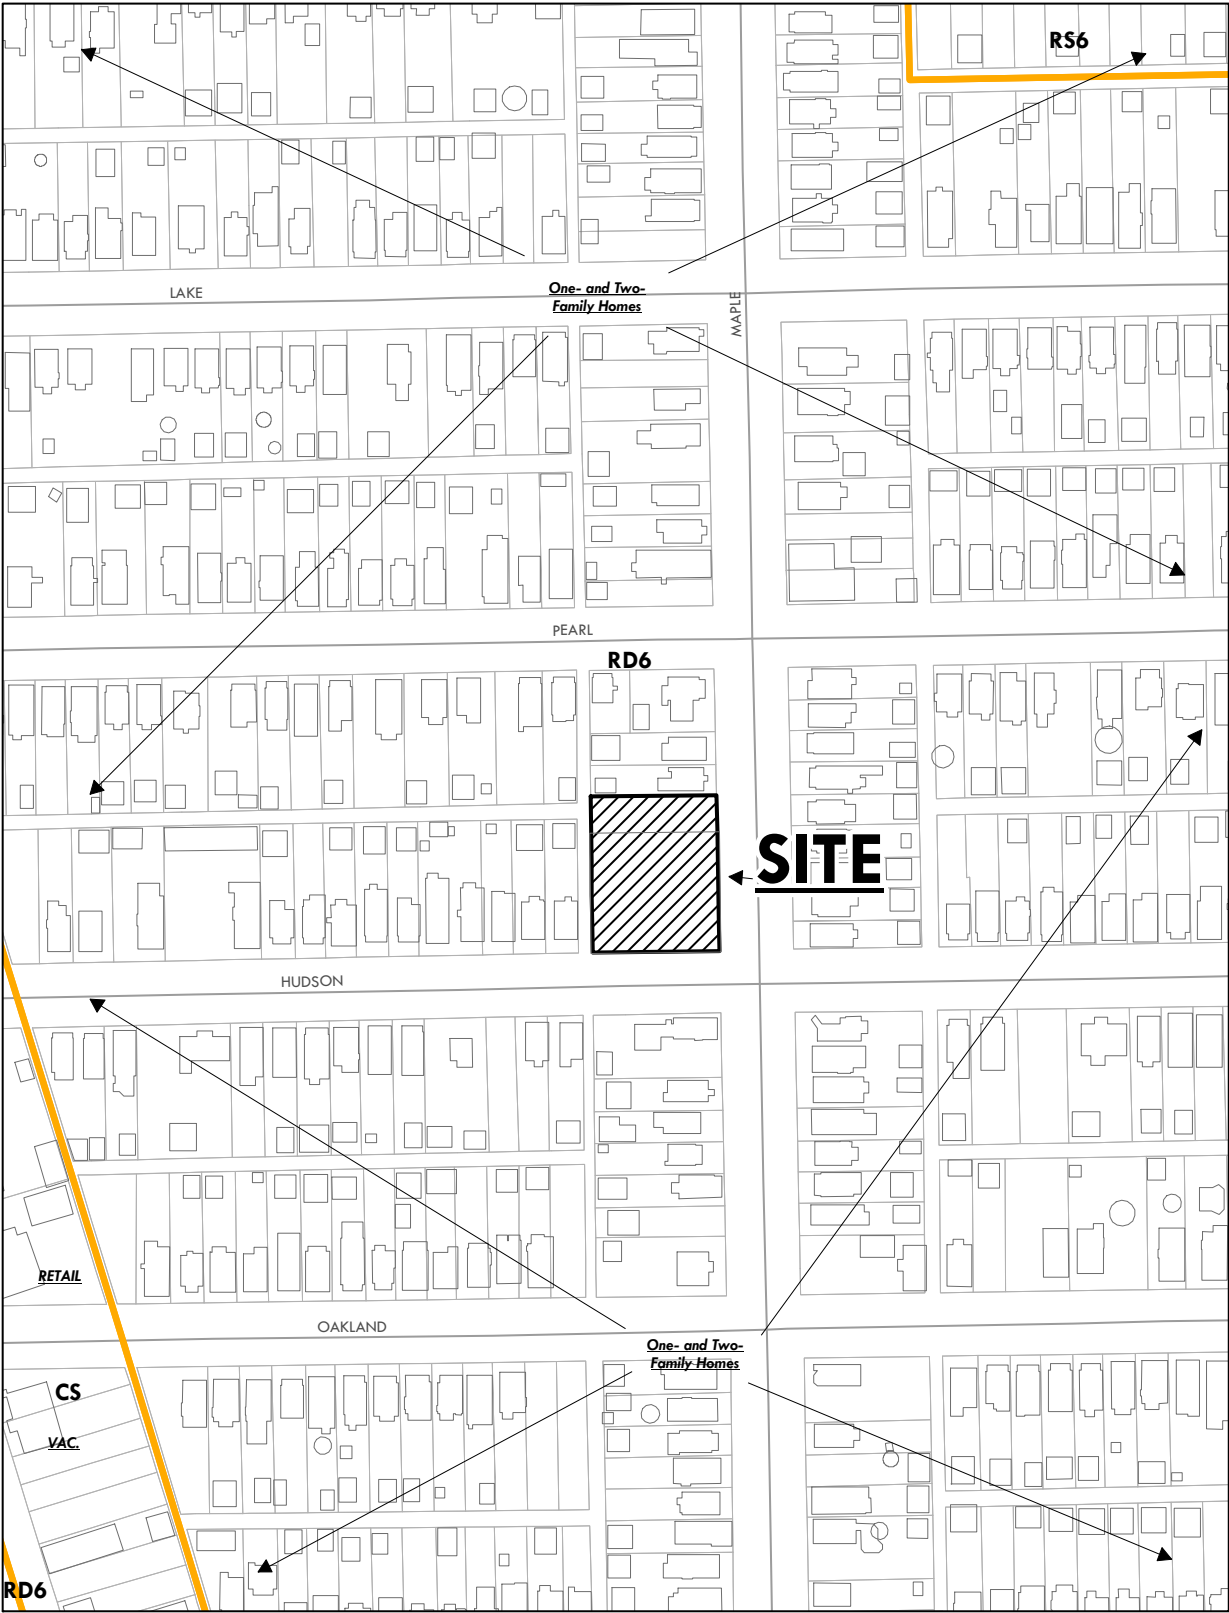 RS6
LAKE
One- and Two-
Family Homes
MAPLE
PEARL
RD6
SITE
HUDSON
RETAIL
OAKLAND
One- and Two-
Family Homes
CS
VAC.
RD6